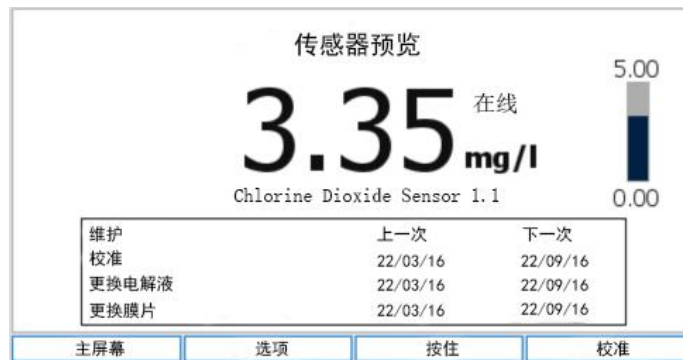 传感器预览
5.00
3.35 mg/l 在线
Chlorine Dioxide Sensor 1.1
0.00
维护 上一次 下一次
校准 22/03/16 22/09/16
更换电解液 22/03/16 22/09/16
更换膜片 22/03/16 22/09/16
主屏幕 选项 按住 校准